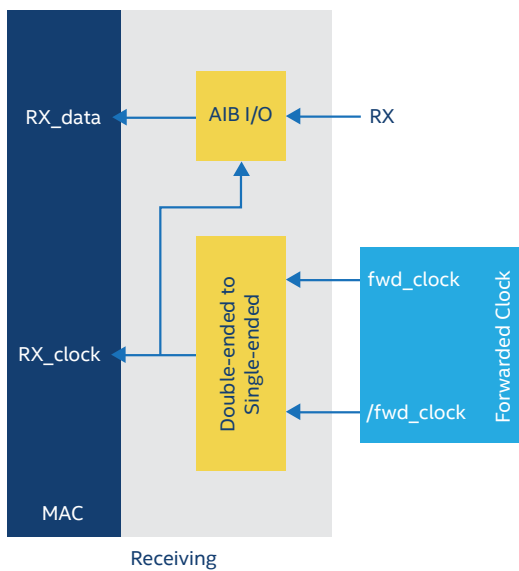 RX_data
AIB I/O
RX
fwd_clock
Double-ended to
Single-ended
RX_clock
/fwd_clock
Forwarded Clock
MAC
Receiving